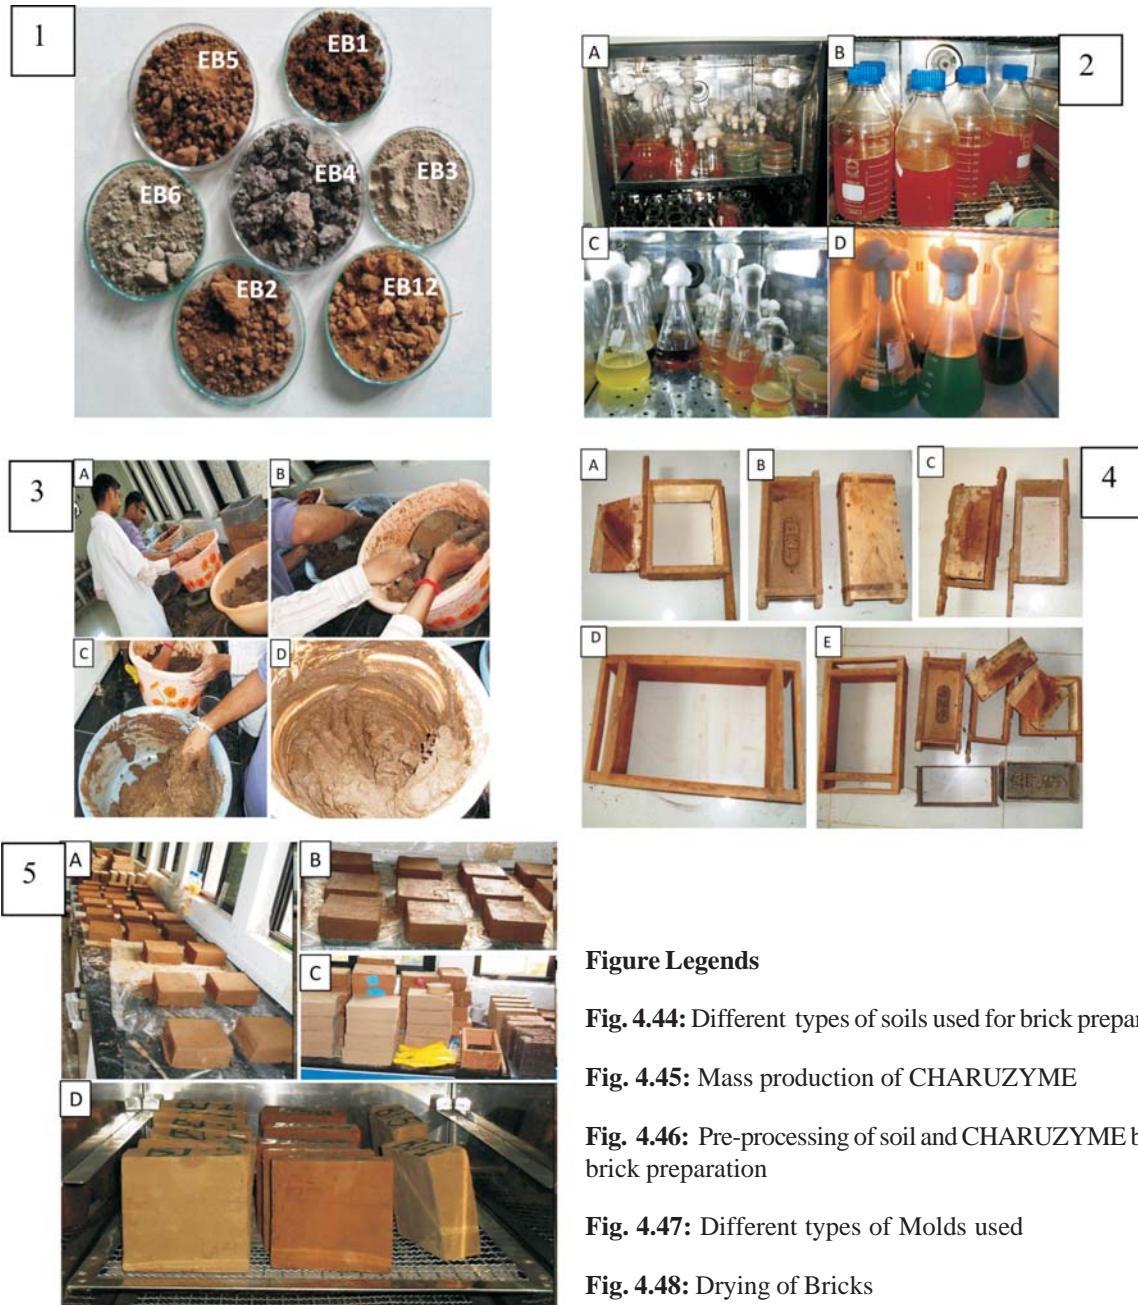 1
EB5
EB1
EB4
EB3
EB6
EB2
EB12
2
A
B
C
D
3
A
B
C
D
4
A
B
C
D
E
5
A
B
C
D
Figure Legends
Fig. 4.44: Different types of soils used for brick prepar
Fig. 4.45: Mass production of CHARUZYME
Fig. 4.46: Pre-processing of soil and CHARUZYME b
brick preparation
Fig. 4.47: Different types of Molds used
Fig. 4.48: Drying of Bricks